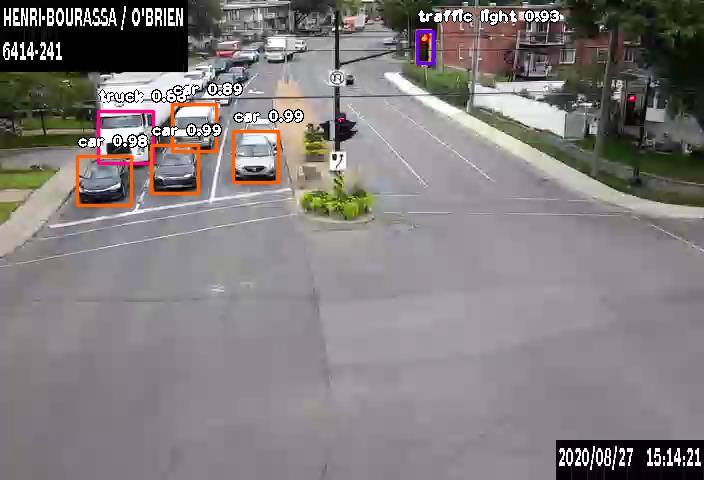 HENRI-BOURASSA / O'BRIEN
6414-241
traffic light 0.93
car 0.89
truck 0.68
car 0.99
car 0.99
car 0.98
2020/08/27 15:14:21